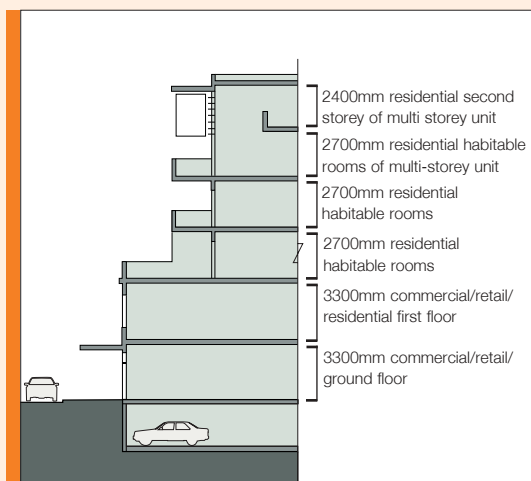 2400mm residential second
storey of multi storey unit
2700mm residential habitable
rooms of multi-storey unit
2700mm residential
habitable rooms
2700mm residential
habitable rooms
3300mm commercial/retail/
residential first floor
3300mm commercial/retail/
ground floor